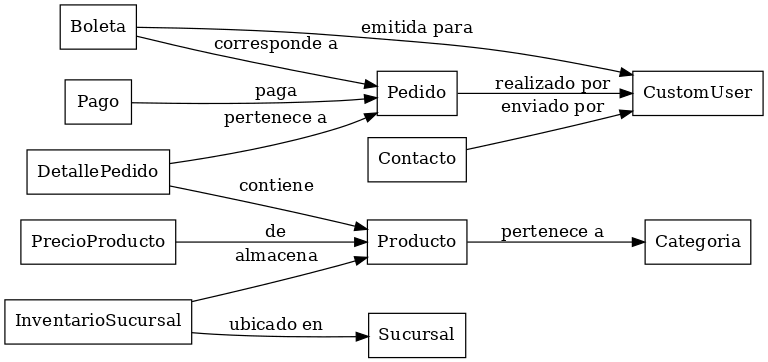 Boleta
emitida para
corresponde a
Pedido
realizado por
CustomUser
Pago
paga
enviado por
pertenece a
Contacto
DetallePedido
contiene
PrecioProducto
de
Producto
pertenece a
Categoria
almacena
InventarioSucursal
ubicado en
Sucursal